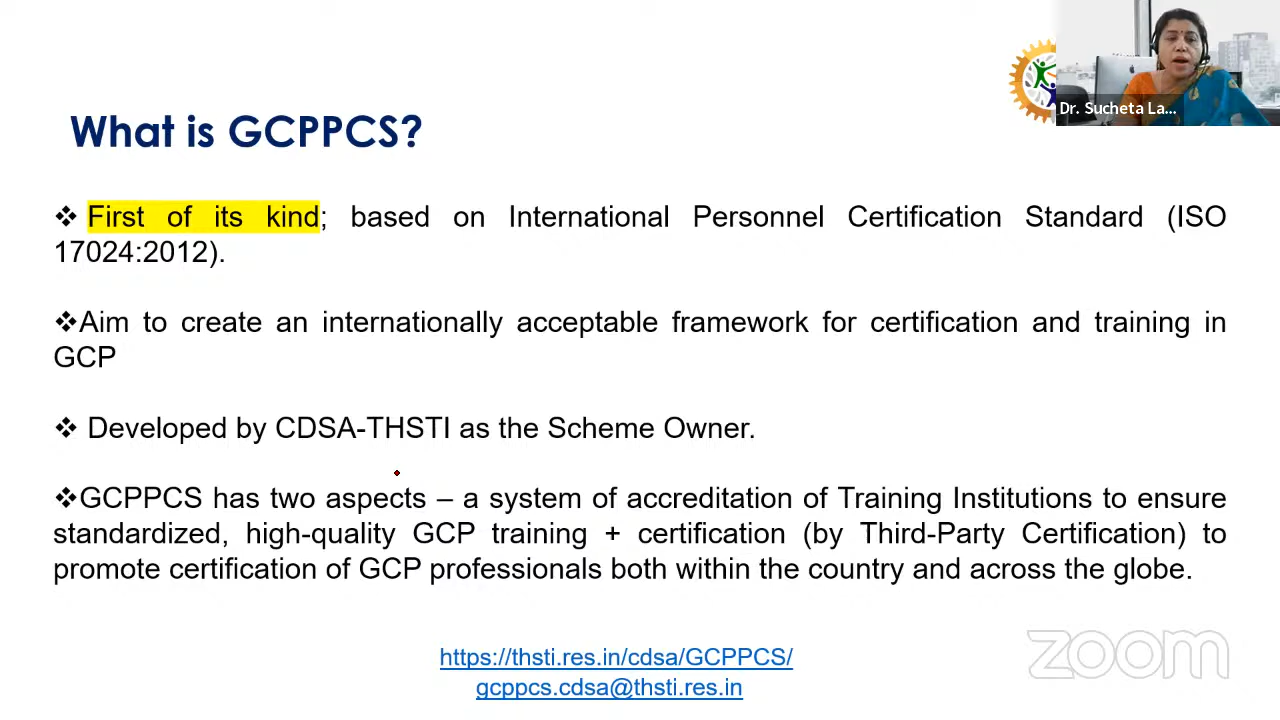 Dr. Sucheta La...
What is GCPPCS?
❖ First of its kind; based on International Personnel Certification Standard (ISO
17024:2012).
❖Aim to create an internationally acceptable framework for certification and training in
GCP
❖ Developed by CDSA-THSTI as the Scheme Owner.
❖GCPPCS has two aspects – a system of accreditation of Training Institutions to ensure
standardized, high-quality GCP training + certification (by Third-Party Certification) to
promote certification of GCP professionals both within the country and across the globe.
https://thsti.res.in/cdsa/GCPPCS/
gcppcs.cdsa@thsti.res.in
zoom